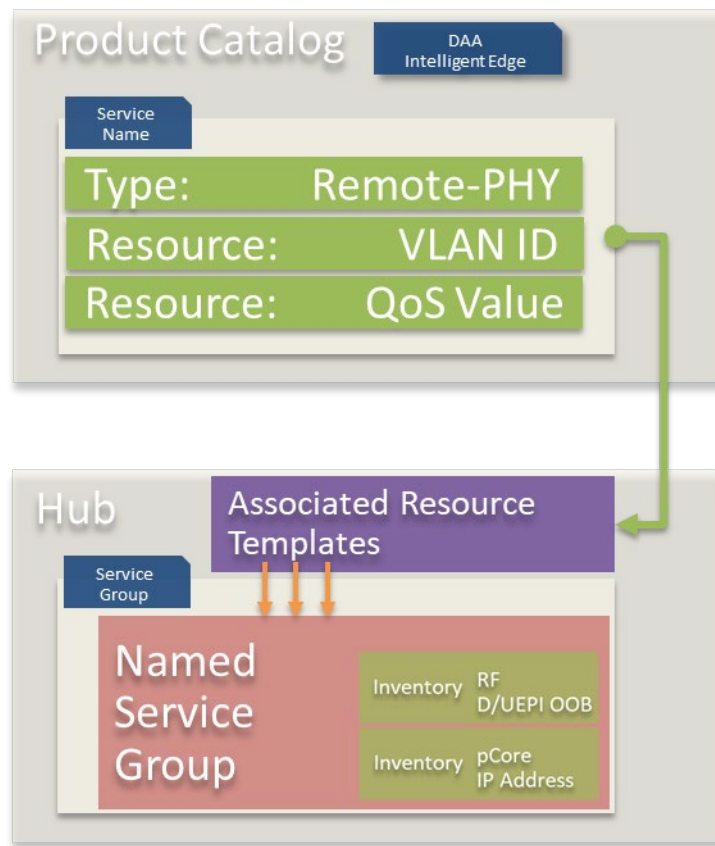 Product Catalog
DAA
Intelligent Edge
Service
Name
Type: Remote-PHY
Resource: VLAN ID
Resource: QoS Value
Hub
Associated Resource
Templates
Service
Group
Named
Service
Group
Inventory RF
D/UEPI OOB
Inventory pCore
IP Address